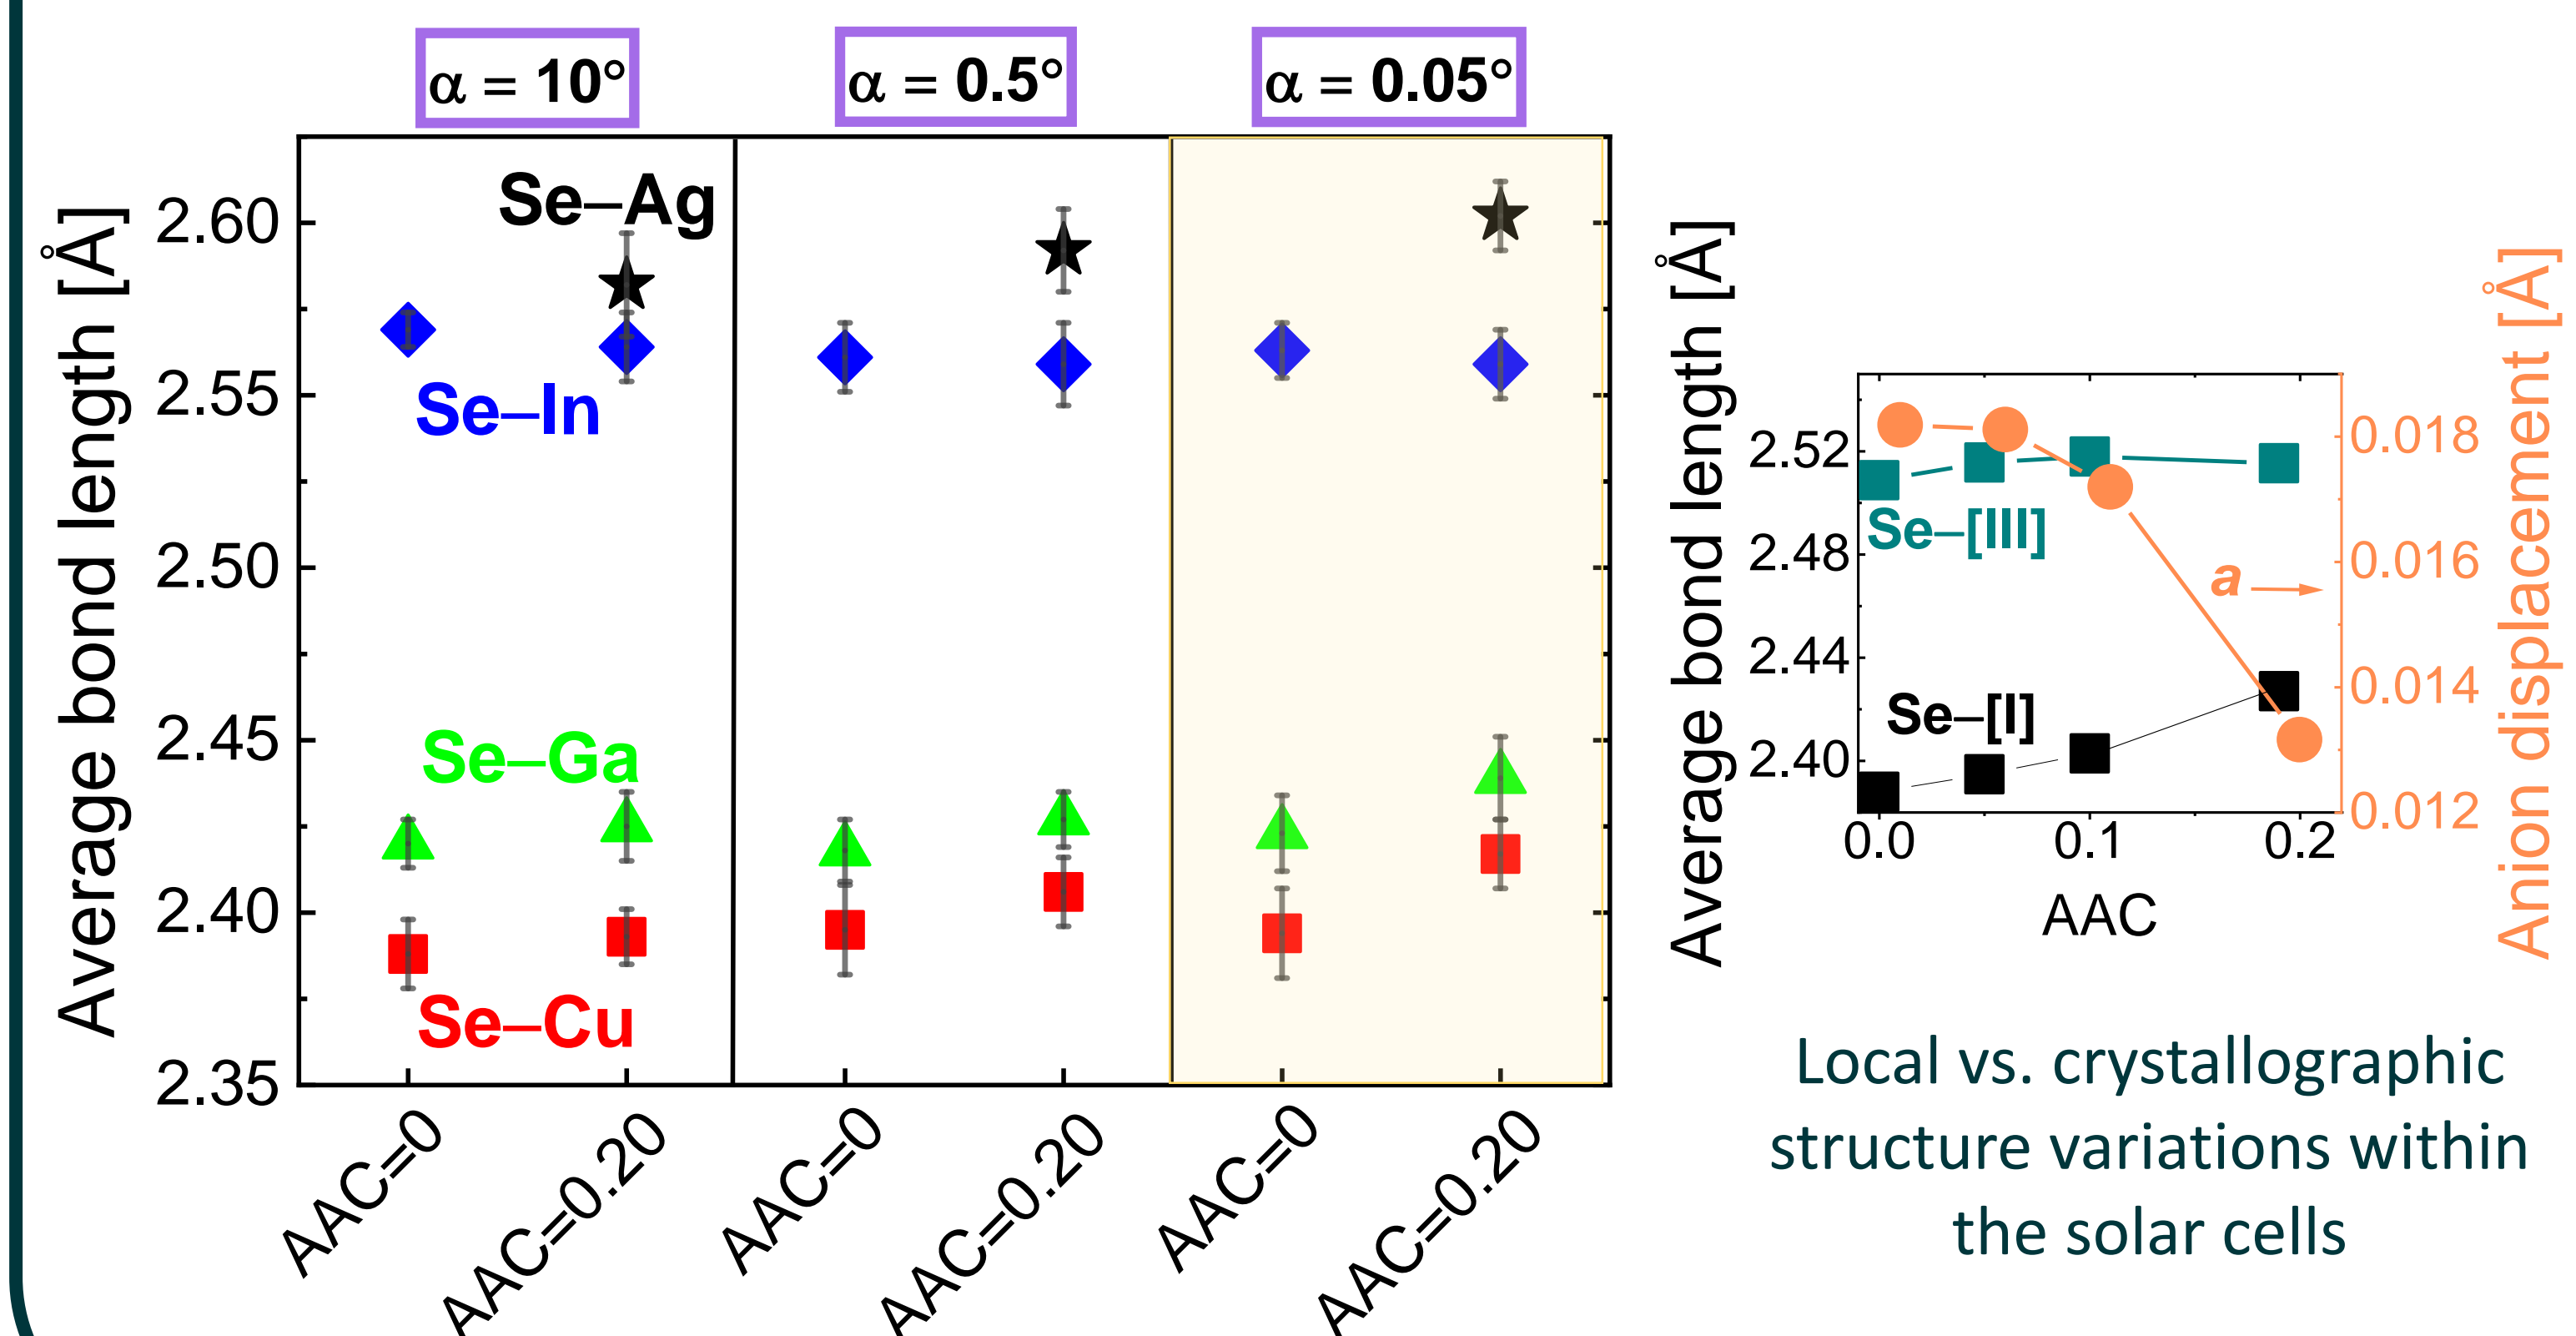 α = 10°
α = 0.5°
α = 0.05°
Average bond length [Å]
2.60
2.55
2.50
2.45
2.40
2.35
Se–Ag
Se–In
Se–Ga
Se–Cu
AAC=0
AAC=0.20
AAC=0
AAC=0.20
AAC=0
AAC=0.20
Average bond length [Å]
2.52
2.48
2.44
2.40
Se–[III]
Se–[I]
a
0.018
0.016
0.014
0.012
Anion displacement [Å]
0.0
0.1
0.2
AAC
Local vs. crystallographic
structure variations within
the solar cells